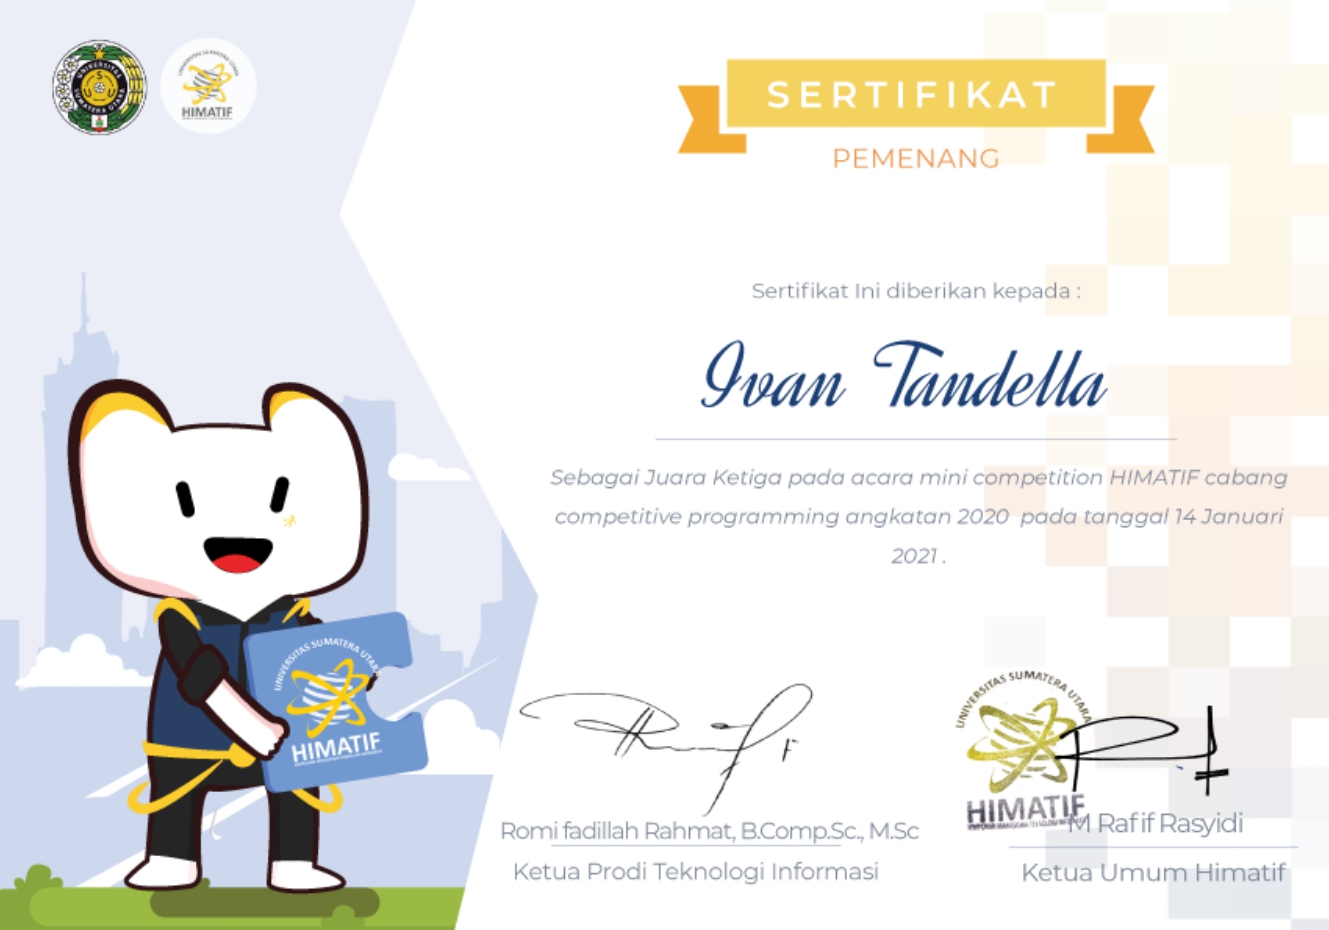 UNIVERSITAS
SUMATERA UTARA
UNIVERSITAS SUMATERA UTARA
HIMATIF
SERTIFIKAT
PEMENANG
Sertifikat Ini diberikan kepada :
Ivan Tandella
Sebagai Juara Ketiga pada acara mini competition HIMATIF cabang
competitive programming angkatan 2020 pada tanggal 14 Januari
2021 .
UNIVERSITAS SUMATERA UTARA
HIMATIF
UNIVERSITAS SUMATERA UTARA
HIMATIF
Romi fadillah Rahmat, B.Comp.Sc., M.Sc
M Rafif Rasyidi
Ketua Prodi Teknologi Informasi
Ketua Umum Himatif